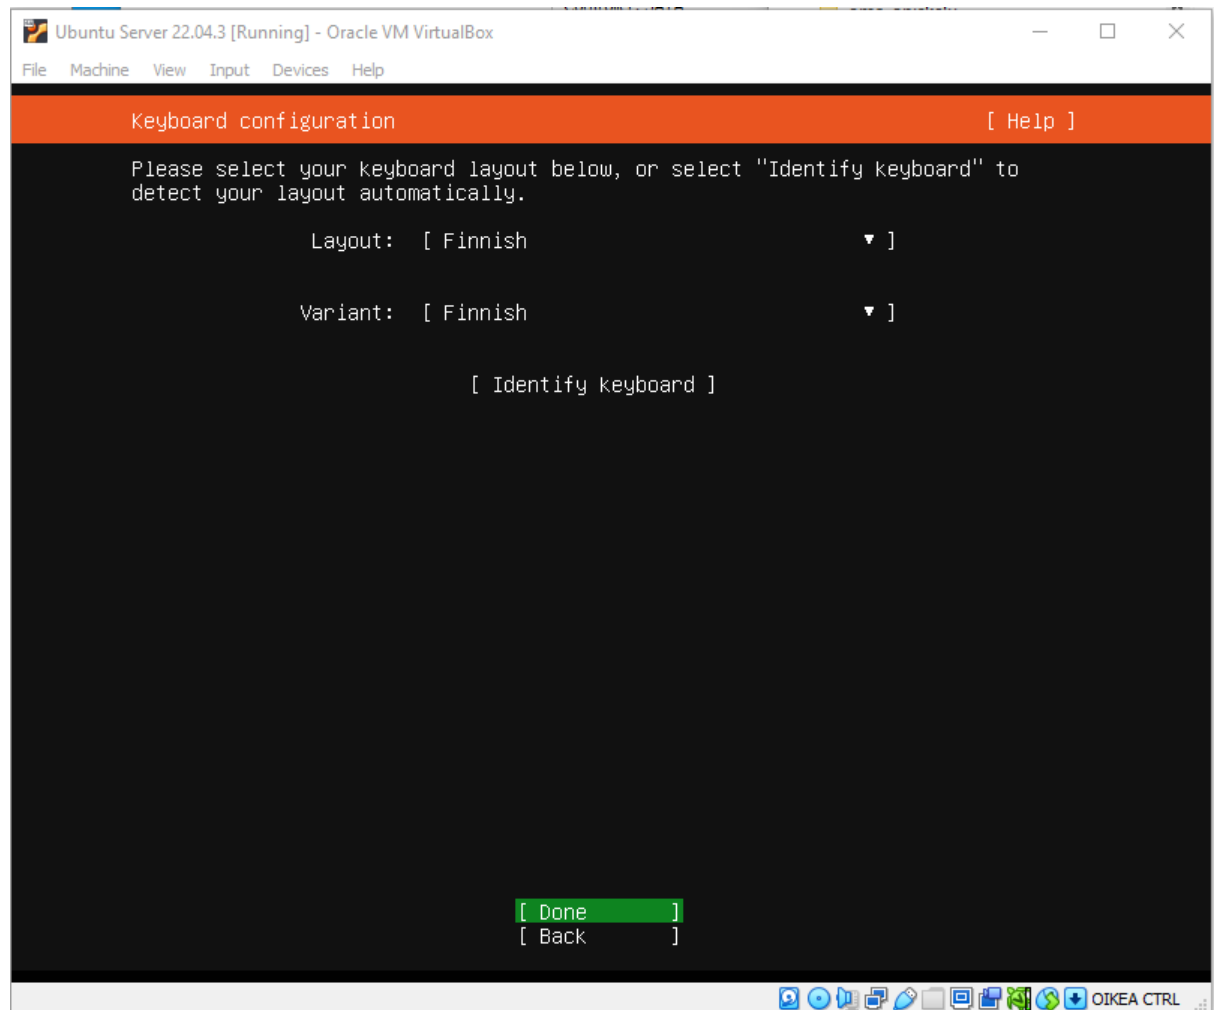 Ubuntu Server 22.04.3 [Running] - Oracle VM VirtualBox
File Machine View Input Devices Help
Keyboard configuration [ Help ]
Please select your keyboard layout below, or select "Identify keyboard" to
detect your layout automatically.
Layout: [ Finnish ▾ ]
Variant: [ Finnish ▾ ]
[ Identify keyboard ]
[ Done ]
[ Back ]
OIKEA CTRL